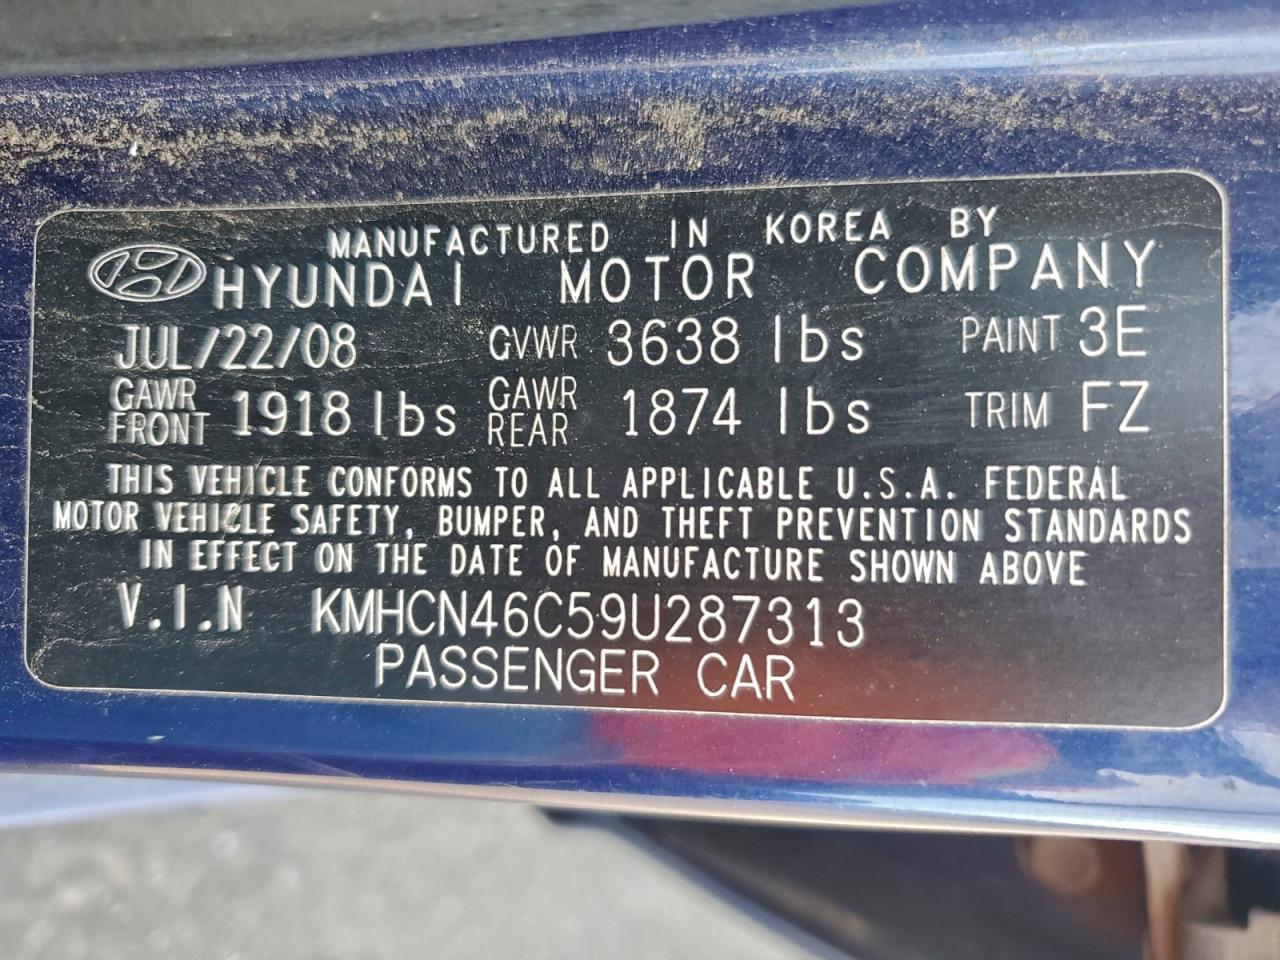 MANUFACTURED IN KOREA BY
HYUNDAI MOTOR COMPANY
JUL/22/08 GVWR 3638 lbs PAINT 3E
GAWR FRONT 1918 lbs GAWR REAR 1874 lbs TRIM FZ
THIS VEHICLE CONFORMS TO ALL APPLICABLE U.S.A. FEDERAL
MOTOR VEHICLE SAFETY, BUMPER, AND THEFT PREVENTION STANDARDS
IN EFFECT ON THE DATE OF MANUFACTURE SHOWN ABOVE
V.I.N KMHCN46C59U287313
PASSENGER CAR